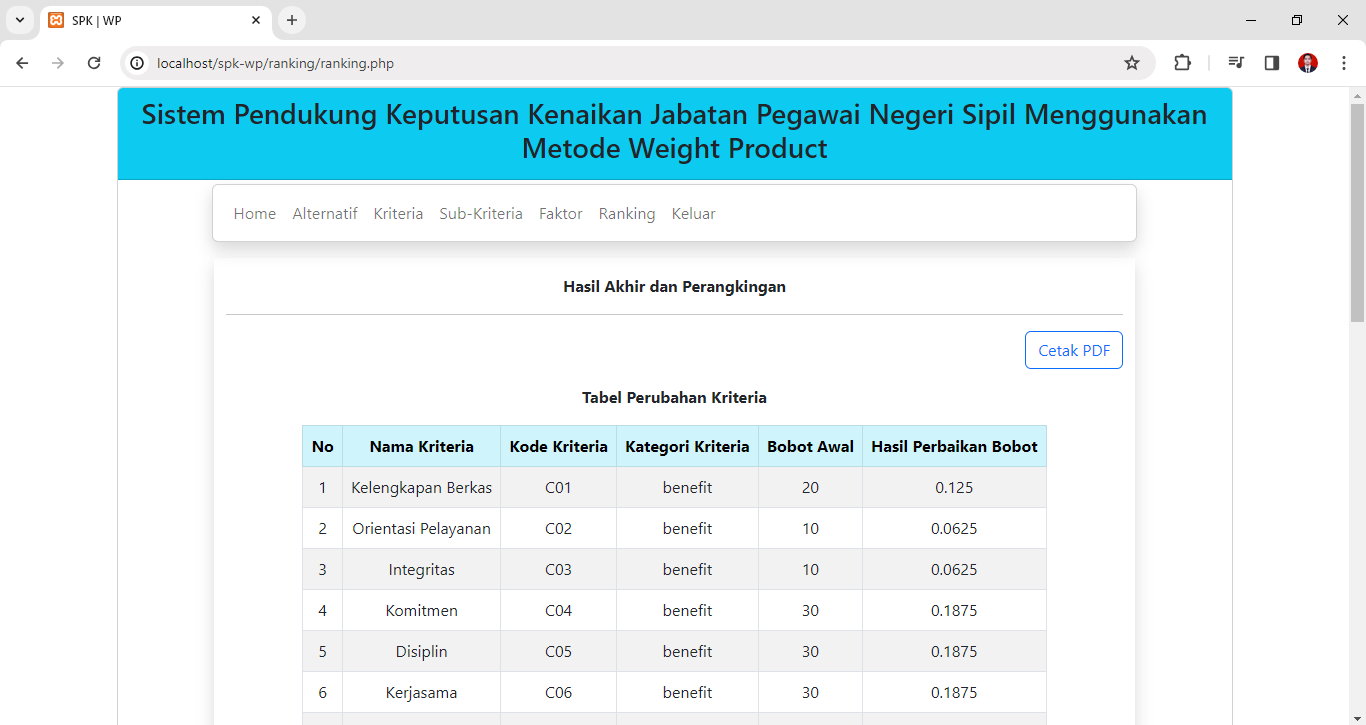 SPK | WP
localhost/spk-wp/ranking/ranking.php
Sistem Pendukung Keputusan Kenaikan Jabatan Pegawai Negeri Sipil Menggunakan
Metode Weight Product
Home Alternatif Kriteria Sub-Kriteria Faktor Ranking Keluar
Hasil Akhir dan Perangkingan
Cetak PDF
Tabel Perubahan Kriteria
No Nama Kriteria Kode Kriteria Kategori Kriteria Bobot Awal Hasil Perbaikan Bobot
1 Kelengkapan Berkas C01 benefit 20 0.125
2 Orientasi Pelayanan C02 benefit 10 0.0625
3 Integritas C03 benefit 10 0.0625
4 Komitmen C04 benefit 30 0.1875
5 Disiplin C05 benefit 30 0.1875
6 Kerjasama C06 benefit 30 0.1875